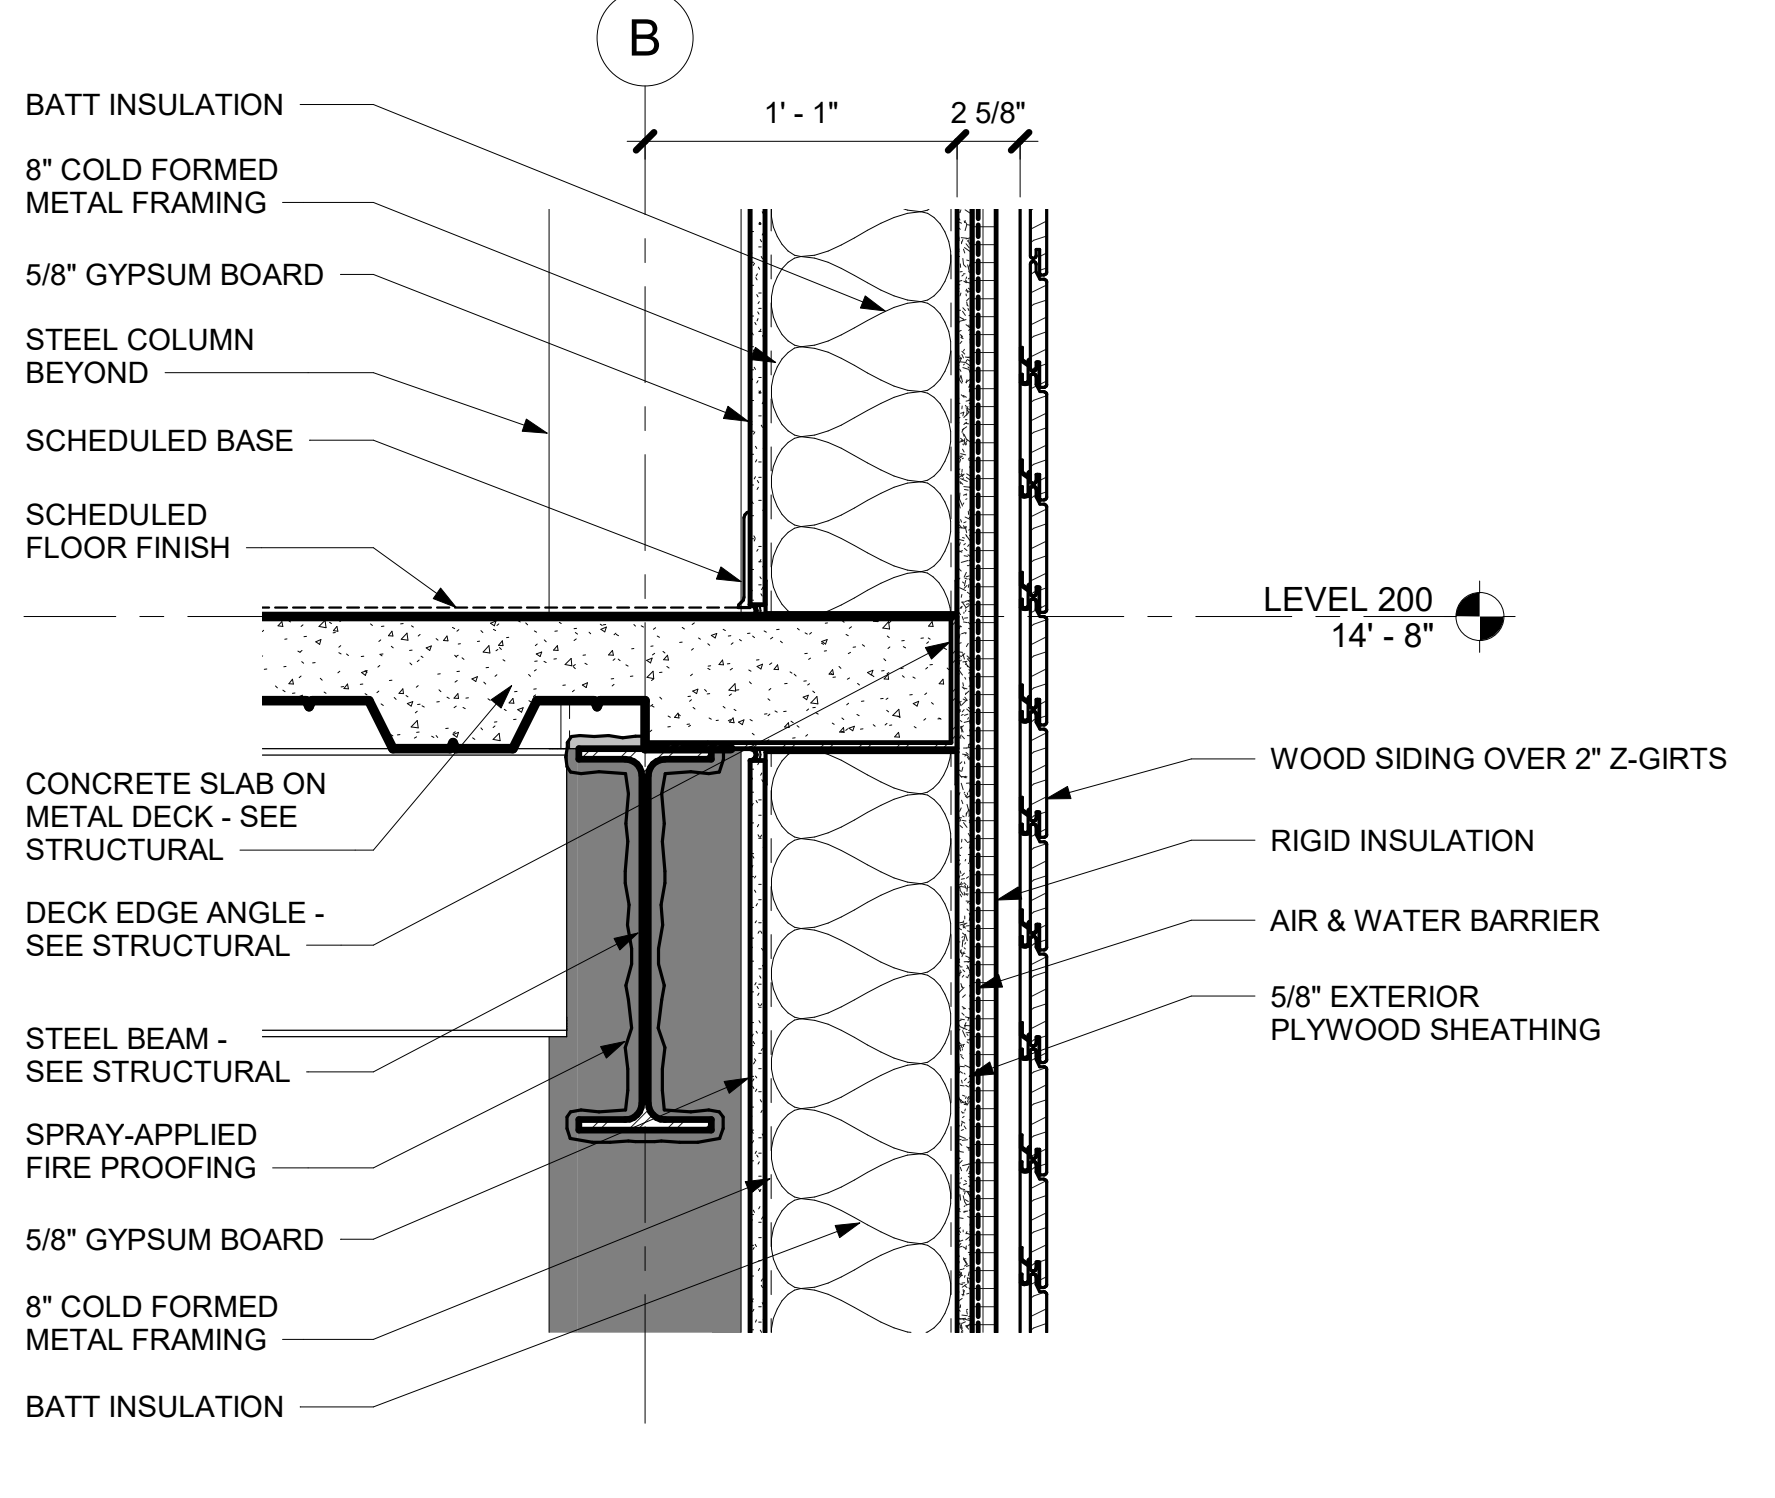 B
1' - 1"
2 5/8"
BATT INSULATION
8" COLD FORMED
METAL FRAMING
5/8" GYPSUM BOARD
STEEL COLUMN
BEYOND
SCHEDULED BASE
SCHEDULED
FLOOR FINISH
CONCRETE SLAB ON
METAL DECK - SEE
STRUCTURAL
DECK EDGE ANGLE -
SEE STRUCTURAL
STEEL BEAM -
SEE STRUCTURAL
SPRAY-APPLIED
FIRE PROOFING
5/8" GYPSUM BOARD
8" COLD FORMED
METAL FRAMING
BATT INSULATION
LEVEL 200
14' - 8"
WOOD SIDING OVER 2" Z-GIRTS
RIGID INSULATION
AIR & WATER BARRIER
5/8" EXTERIOR
PLYWOOD SHEATHING